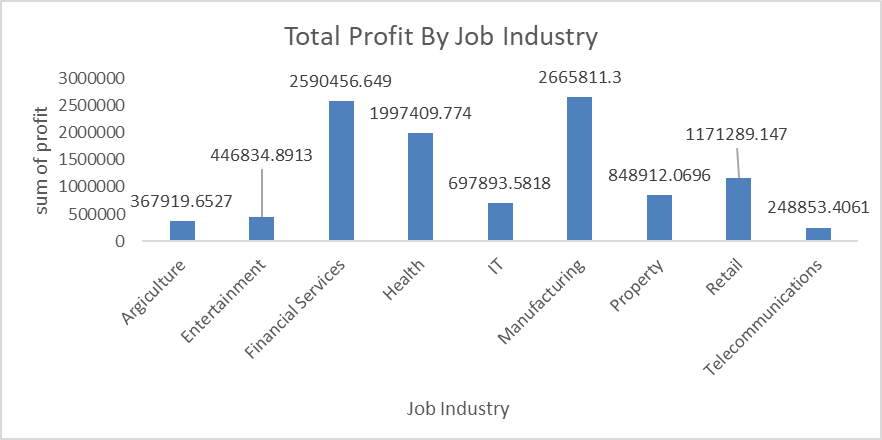 Total Profit By Job Industry
sum of profit
3000000
2500000
2000000
1500000
1000000
500000
0
367919.6527
446834.8913
2590456.649
1997409.774
697893.5818
2665811.3
848912.0696
1171289.147
248853.4061
Argiculture
Entertainment
Financial Services
Health
IT
Manufacturing
Property
Retail
Telecommunications
Job Industry